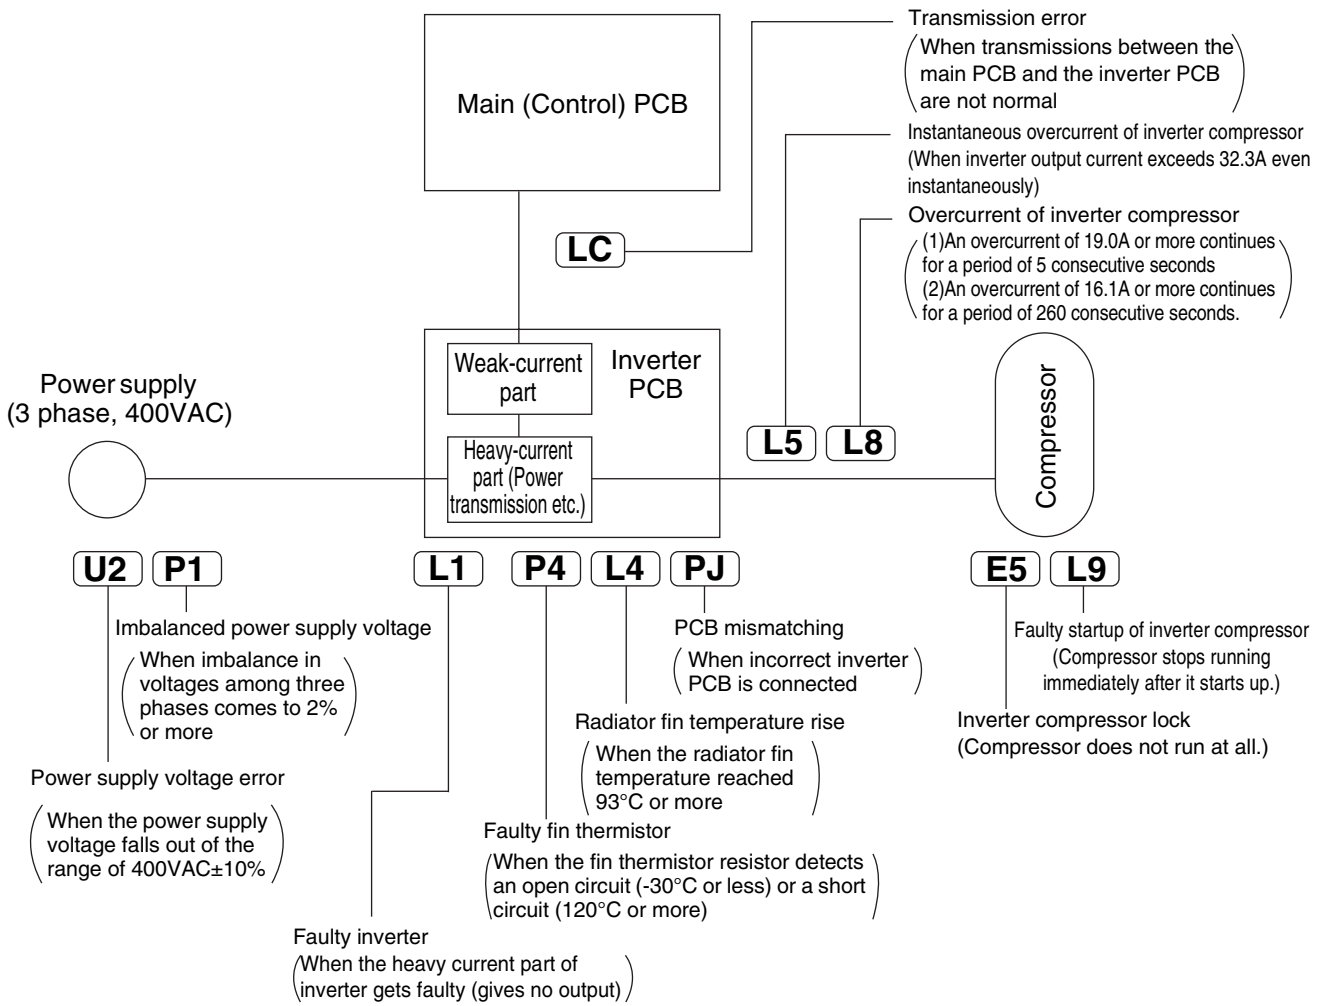 Transmission error
When transmissions between the
main PCB and the inverter PCB
are not normal
Main (Control) PCB
Instantaneous overcurrent of inverter compressor
(When inverter output current exceeds 32.3A even
instantaneously)
Overcurrent of inverter compressor
(1)An overcurrent of 19.0A or more continues
for a period of 5 consecutive seconds
(2)An overcurrent of 16.1A or more continues
for a period of 260 consecutive seconds.
LC
Weak-current
part
Inverter
PCB
Power supply
(3 phase, 400VAC)
Heavy-current
part (Power
transmission etc.)
L5
L8
Compressor
U2
P1
L1
P4
L4
PJ
E5
L9
Imbalanced power supply voltage
When imbalance in
voltages among three
phases comes to 2%
or more
PCB mismatching
(When incorrect inverter
PCB is connected)
Faulty startup of inverter compressor
(Compressor stops running
immediately after it starts up.)
Radiator fin temperature rise
When the radiator fin
temperature reached
93°C or more
Inverter compressor lock
(Compressor does not run at all.)
Power supply voltage error
When the power supply
voltage falls out of the
range of 400VAC±10%
Faulty fin thermistor
When the fin thermistor resistor detects
an open circuit (-30°C or less) or a short
circuit (120°C or more)
Faulty inverter
(When the heavy current part of
inverter gets faulty (gives no output))